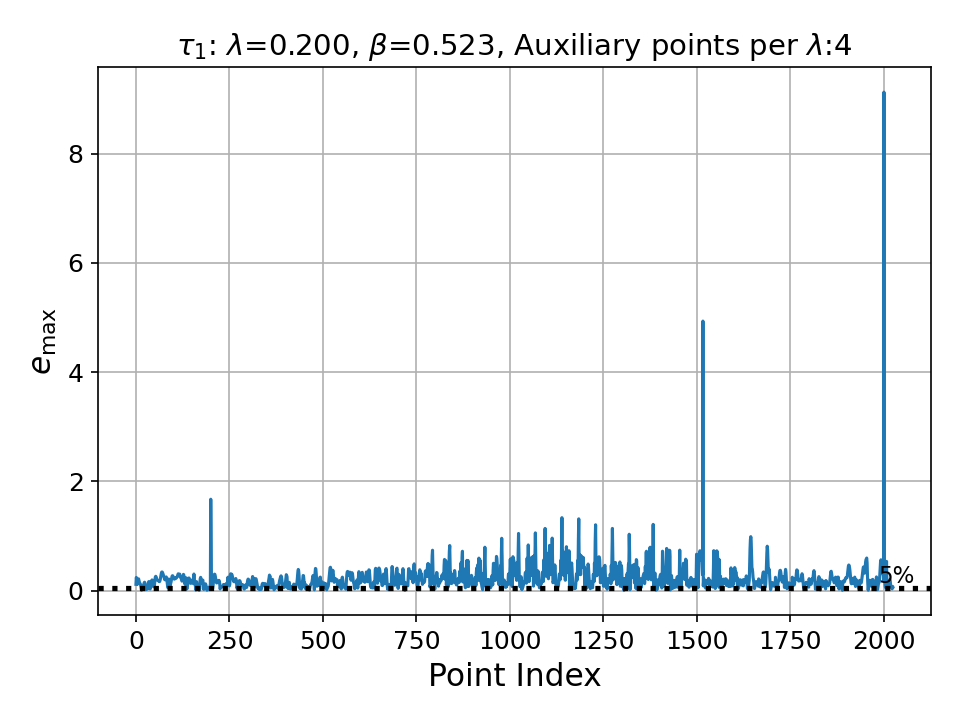 τ₁: λ=0.200, β=0.523, Auxiliary points per λ:4
e_max
8
6
4
2
0
5%
0 250 500 750 1000 1250 1500 1750 2000
Point Index